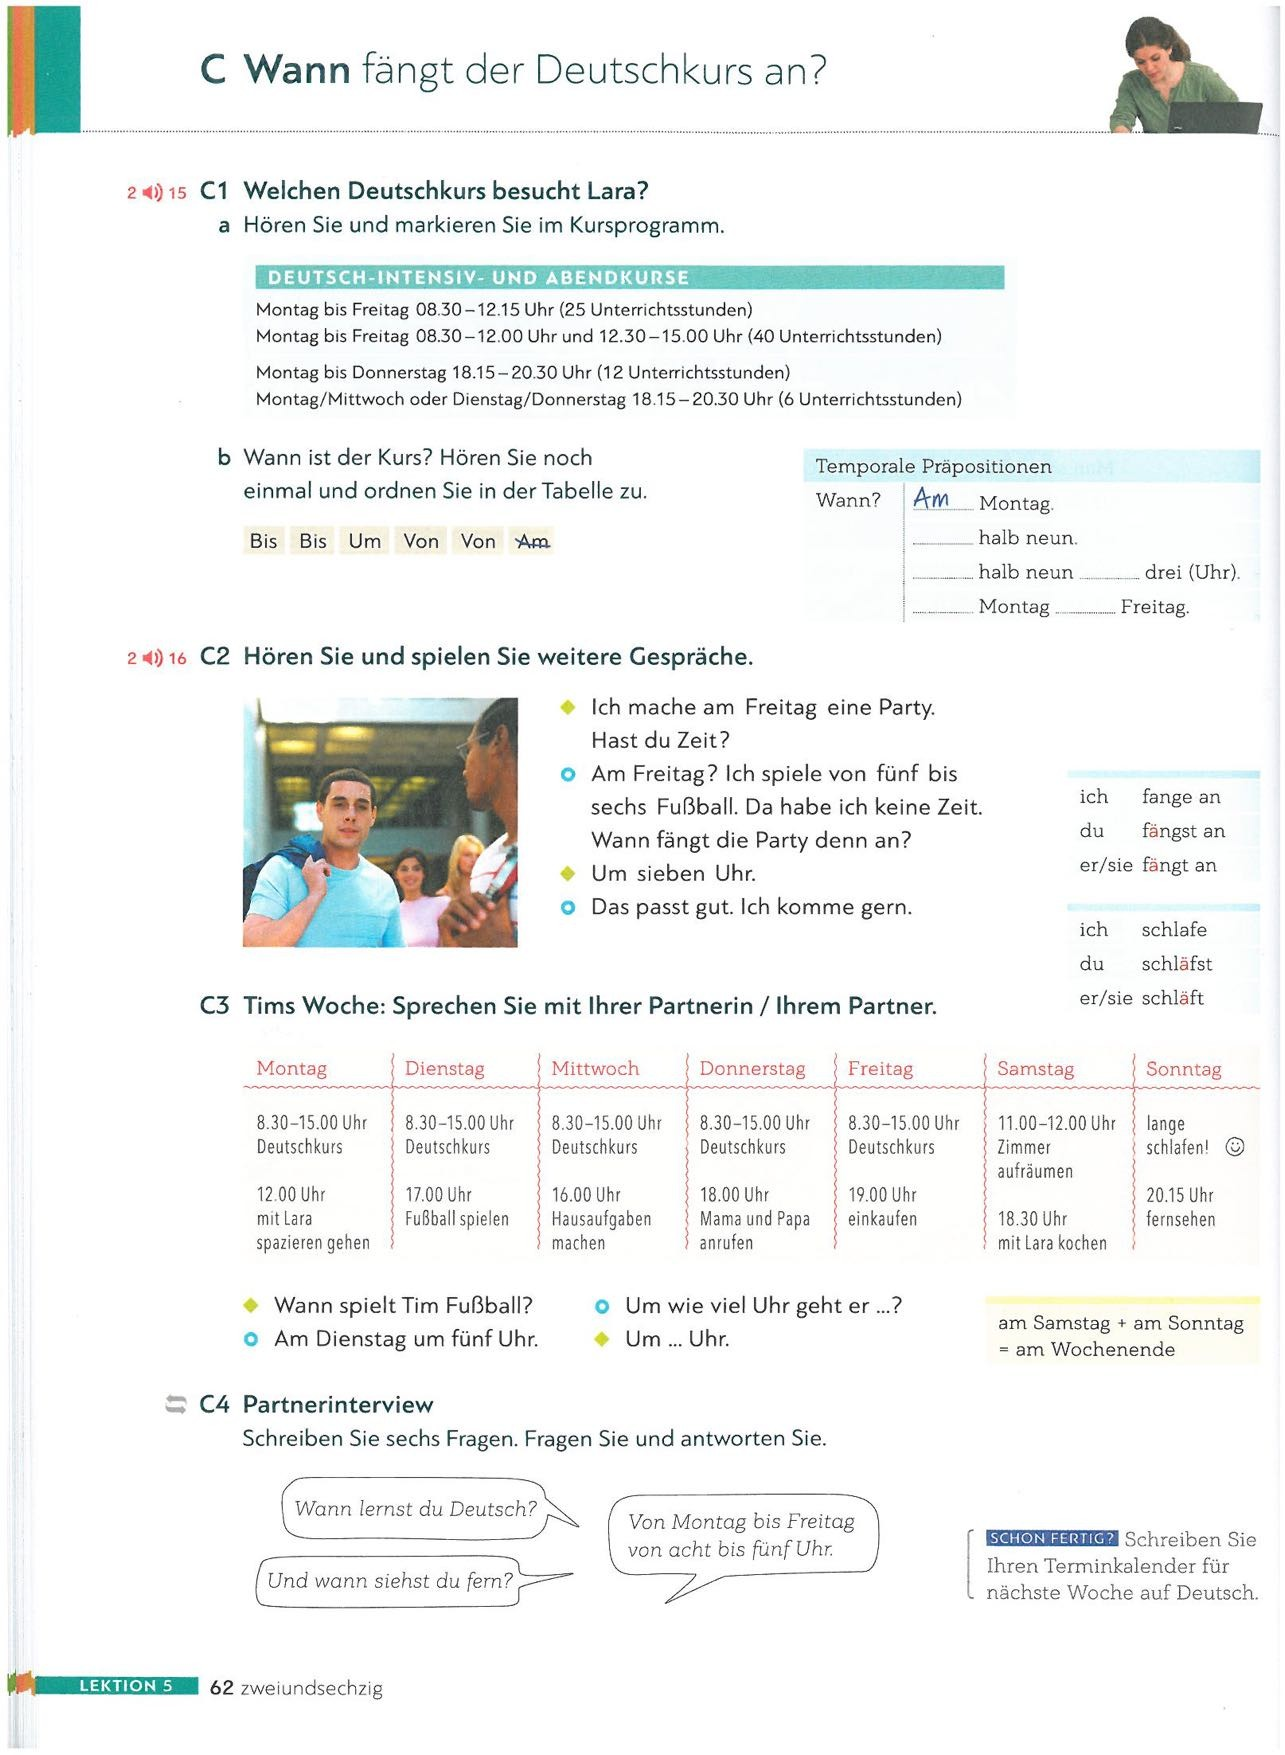 C Wann fängt der Deutschkurs an?
2 15 C1 Welchen Deutschkurs besucht Lara?
a Hören Sie und markieren Sie im Kursprogramm.
DEUTSCH-INTENSIV- UND ABENDKURSE
Montag bis Freitag 08.30–12.15 Uhr (25 Unterrichtsstunden)
Montag bis Freitag 08.30–12.00 Uhr und 12.30–15.00 Uhr (40 Unterrichtsstunden)
Montag bis Donnerstag 18.15–20.30 Uhr (12 Unterrichtsstunden)
Montag/Mittwoch oder Dienstag/Donnerstag 18.15–20.30 Uhr (6 Unterrichtsstunden)
b Wann ist der Kurs? Hören Sie noch
einmal und ordnen Sie in der Tabelle zu.
Bis Bis Um Von Von Am
Temporale Präpositionen
Wann? Am Montag.
______ halb neun.
______ halb neun ______ drei (Uhr).
______ Montag ______ Freitag.
2 16 C2 Hören Sie und spielen Sie weitere Gespräche.
Ich mache am Freitag eine Party.
Hast du Zeit?
Am Freitag? Ich spiele von fünf bis
sechs Fußball. Da habe ich keine Zeit.
Wann fängt die Party denn an?
Um sieben Uhr.
Das passt gut. Ich komme gern.
ich fange an
du fängst an
er/sie fängt an
ich schlafe
du schläfst
er/sie schläft
C3 Tims Woche: Sprechen Sie mit Ihrer Partnerin / Ihrem Partner.
Montag Dienstag Mittwoch Donnerstag Freitag Samstag Sonntag
8.30–15.00 Uhr 8.30–15.00 Uhr 8.30–15.00 Uhr 8.30–15.00 Uhr 8.30–15.00 Uhr 11.00–12.00 Uhr lange
Deutschkurs Deutschkurs Deutschkurs Deutschkurs Deutschkurs Zimmer schlafen!
aufräumen
12.00 Uhr 17.00 Uhr 16.00 Uhr 18.00 Uhr 19.00 Uhr 20.15 Uhr
mit Lara Fußball spielen Hausaufgaben Mama und Papa einkaufen 18.30 Uhr fernsehen
spazieren gehen machen anrufen mit Lara kochen
Wann spielt Tim Fußball?
Am Dienstag um fünf Uhr.
Um wie viel Uhr geht er ...?
Um ... Uhr.
am Samstag + am Sonntag
= am Wochenende
C4 Partnerinterview
Schreiben Sie sechs Fragen. Fragen Sie und antworten Sie.
Wann lernst du Deutsch?
Von Montag bis Freitag
von acht bis fünf Uhr.
Und wann siehst du fern?
SCHON FERTIG? Schreiben Sie
Ihren Terminkalender für
nächste Woche auf Deutsch.
LEKTION 5 62 zweiundsechzig